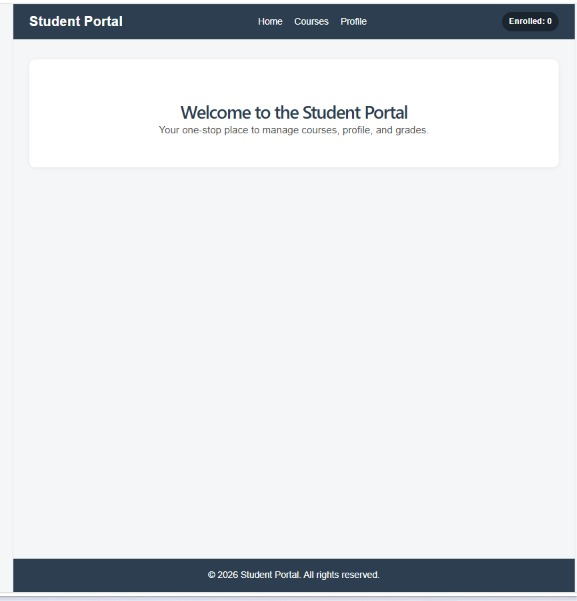 Student Portal
Home Courses Profile
Enrolled: 0
Welcome to the Student Portal
Your one-stop place to manage courses, profile, and grades.
© 2026 Student Portal. All rights reserved.